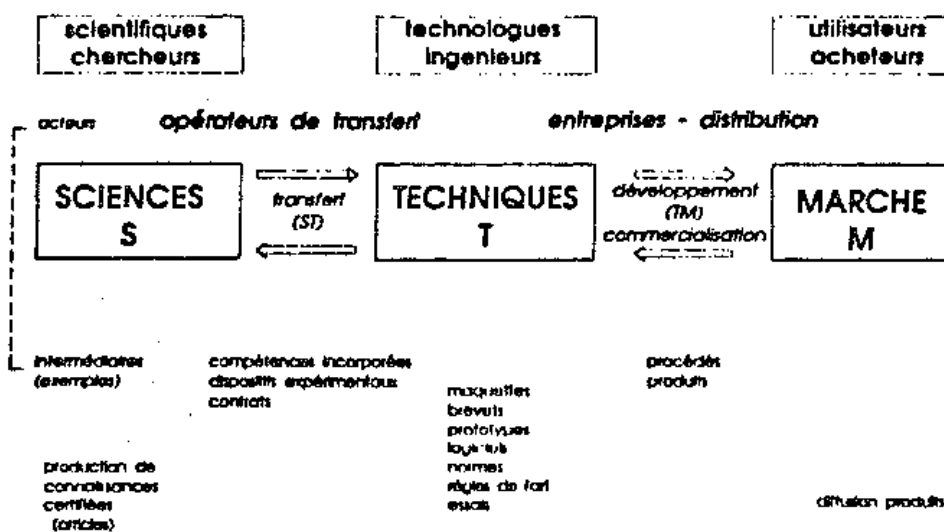 scientifiques
chercheurs
technologues
ingenieurs
utilisateurs
acheteurs
acteurs
opérateurs de transfert
entreprises - distribution
SCIENCES
S
transfert
(ST)
TECHNIQUES
T
développement
(TM)
commercialisation
MARCHE
M
intermédiaires
(exemples)
compétences incorporées
dispositifs expérimentaux
contrats
maquettes
brevets
prototypes
logiciels
normes
règles de l'art
essais
procédés
produits
production de
connaissances
certifiées
(articles)
diffusion produits